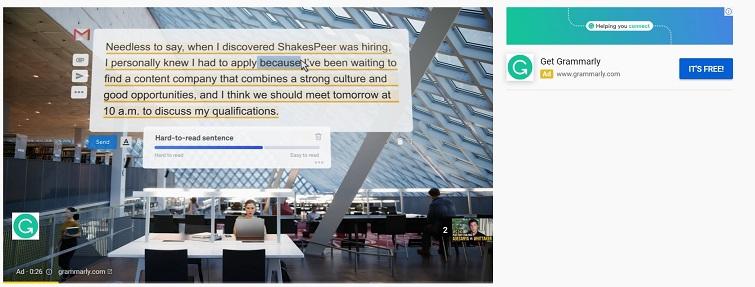 Needless to say, when I discovered ShakesPeer was hiring,
I personally knew I had to apply because I've been waiting to
find a content company that combines a strong culture and
good opportunities, and I think we should meet tomorrow at
10 a.m. to discuss my qualifications.
Send
Hard-to-read sentence
Hard to read
Easy to read
2
Ad · 0:26
grammarly.com
Helping you connect
Get Grammarly
Ad www.grammarly.com
IT'S FREE!